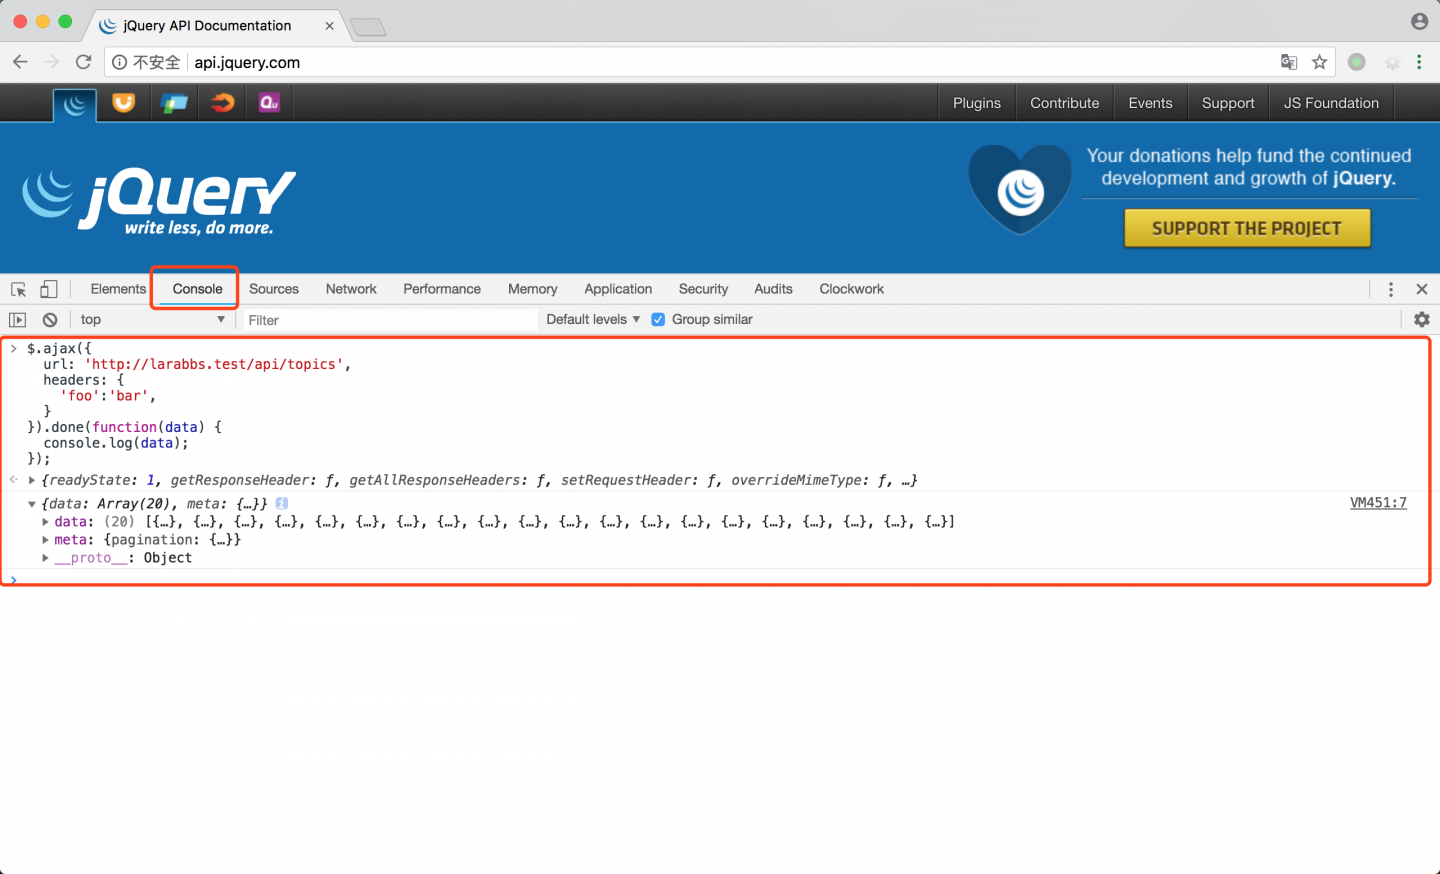 jQuery API Documentation
不安全 api.jquery.com
Qu
Plugins Contribute Events Support JS Foundation
jQuery
write less, do more.
Your donations help fund the continued
development and growth of jQuery.
SUPPORT THE PROJECT
Elements Console Sources Network Performance Memory Application Security Audits Clockwork
top Filter Default levels Group similar
$.ajax({
url: 'http://larabbs.test/api/topics',
headers: {
'foo':'bar',
}
}).done(function(data) {
console.log(data);
});
{readyState: 1, getResponseHeader: ƒ, getAllResponseHeaders: ƒ, setRequestHeader: ƒ, overrideMimeType: ƒ, …}
{data: Array(20), meta: {…}} i VM451:7
data: (20) [{…}, {…}, {…}, {…}, {…}, {…}, {…}, {…}, {…}, {…}, {…}, {…}, {…}, {…}, {…}, {…}, {…}, {…}, {…}, {…}]
meta: {pagination: {…}}
__proto__: Object